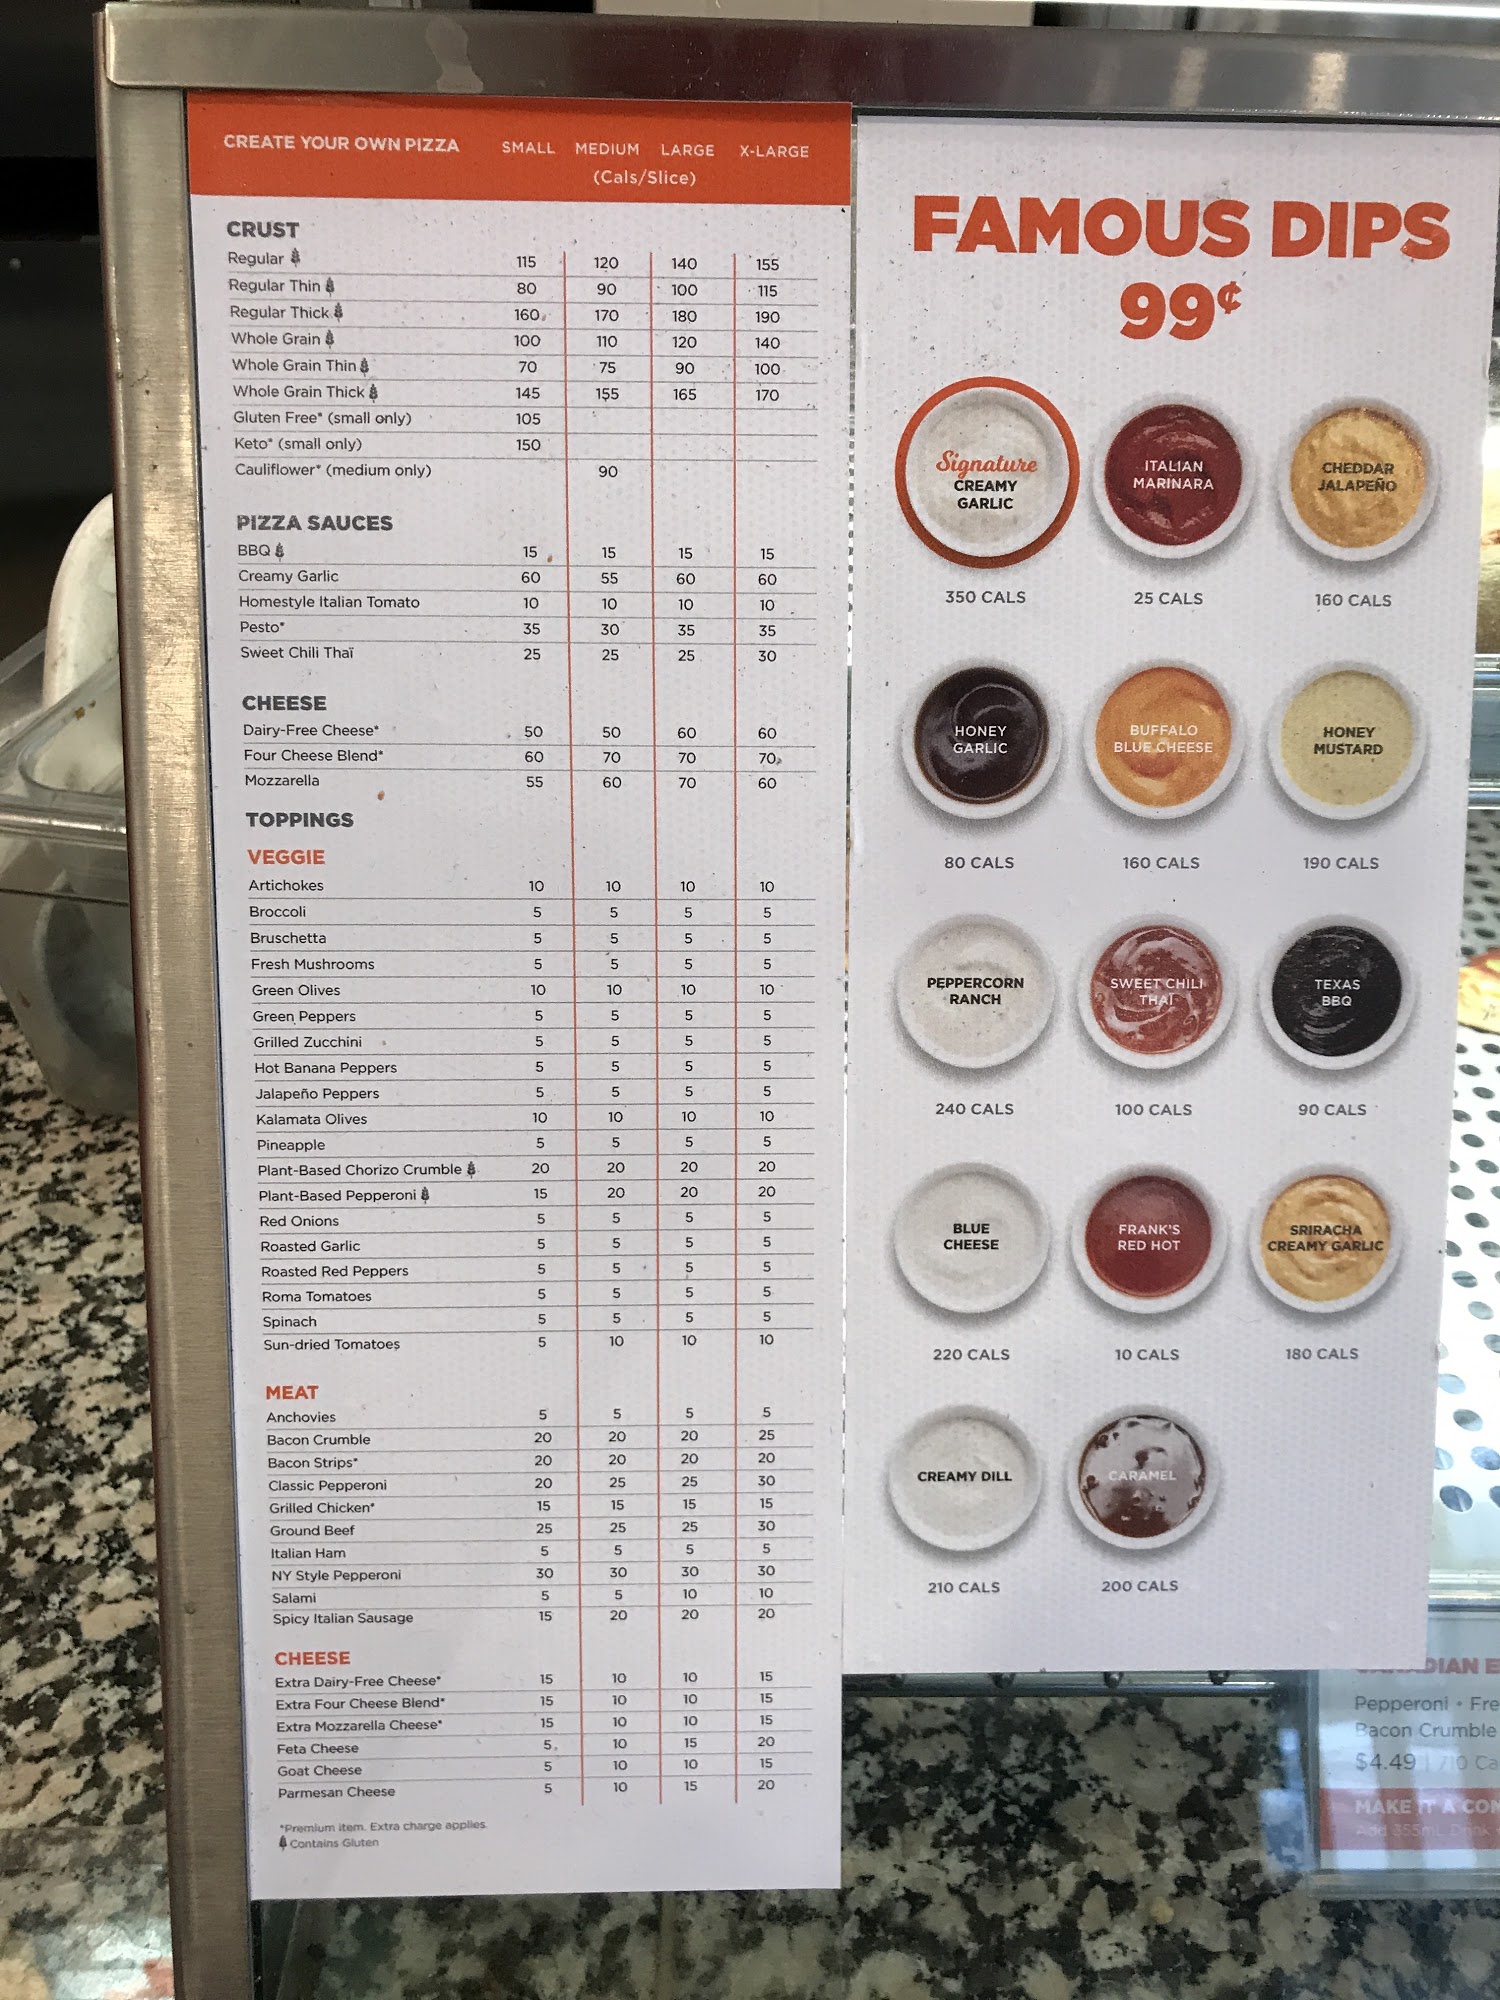 CREATE YOUR OWN PIZZA SMALL MEDIUM LARGE X-LARGE
(Cals/Slice)
CRUST
Regular 115 120 140 155
Regular Thin 80 90 100 115
Regular Thick 160 170 180 190
Whole Grain 100 110 120 140
Whole Grain Thin 70 75 90 100
Whole Grain Thick 145 155 165 170
Gluten Free* (small only) 105
Keto* (small only) 150
Cauliflower* (medium only) 90
PIZZA SAUCES
BBQ 15 15 15 15
Creamy Garlic 60 55 60 60
Homestyle Italian Tomato 10 10 10 10
Pesto* 35 30 35 35
Sweet Chili Thaï 25 25 25 30
CHEESE
Dairy-Free Cheese* 50 50 60 60
Four Cheese Blend* 60 70 70 70
Mozzarella 55 60 70 60
TOPPINGS
VEGGIE
Artichokes 10 10 10 10
Broccoli 5 5 5 5
Bruschetta 5 5 5 5
Fresh Mushrooms 5 5 5 5
Green Olives 10 10 10 10
Green Peppers 5 5 5 5
Grilled Zucchini 5 5 5 5
Hot Banana Peppers 5 5 5 5
Jalapeño Peppers 5 5 5 5
Kalamata Olives 10 10 10 10
Pineapple 5 5 5 5
Plant-Based Chorizo Crumble 20 20 20 20
Plant-Based Pepperoni 15 20 20 20
Red Onions 5 5 5 5
Roasted Garlic 5 5 5 5
Roasted Red Peppers 5 5 5 5
Roma Tomatoes 5 5 5 5
Spinach 5 5 5 5
Sun-dried Tomatoes 5 10 10 10
MEAT
Anchovies 5 5 5 5
Bacon Crumble 20 20 20 25
Bacon Strips* 20 20 20 20
Classic Pepperoni 20 25 25 30
Grilled Chicken* 15 15 15 15
Ground Beef 25 25 25 30
Italian Ham 5 5 5 5
NY Style Pepperoni 30 30 30 30
Salami 5 5 10 10
Spicy Italian Sausage 15 20 20 20
CHEESE
Extra Dairy-Free Cheese* 15 10 10 15
Extra Four Cheese Blend* 15 10 10 15
Extra Mozzarella Cheese* 15 10 10 15
Feta Cheese 5 10 15 20
Goat Cheese 5 10 10 15
Parmesan Cheese 5 10 15 20
*Premium item. Extra charge applies.
Contains Gluten
FAMOUS DIPS
99¢
Signature
CREAMY
GARLIC
350 CALS
ITALIAN
MARINARA
25 CALS
CHEDDAR
JALAPEÑO
160 CALS
HONEY
GARLIC
80 CALS
BUFFALO
BLUE CHEESE
160 CALS
HONEY
MUSTARD
190 CALS
PEPPERCORN
RANCH
240 CALS
SWEET CHILI
THAÏ
100 CALS
TEXAS
BBQ
90 CALS
BLUE
CHEESE
220 CALS
FRANK'S
RED HOT
10 CALS
SRIRACHA
CREAMY GARLIC
180 CALS
CREAMY DILL
210 CALS
CARAMEL
200 CALS
Pepperoni • Fre
Bacon Crumble
$4.49 710 Ca
MAKE IT A CO
Add 355mL Drink